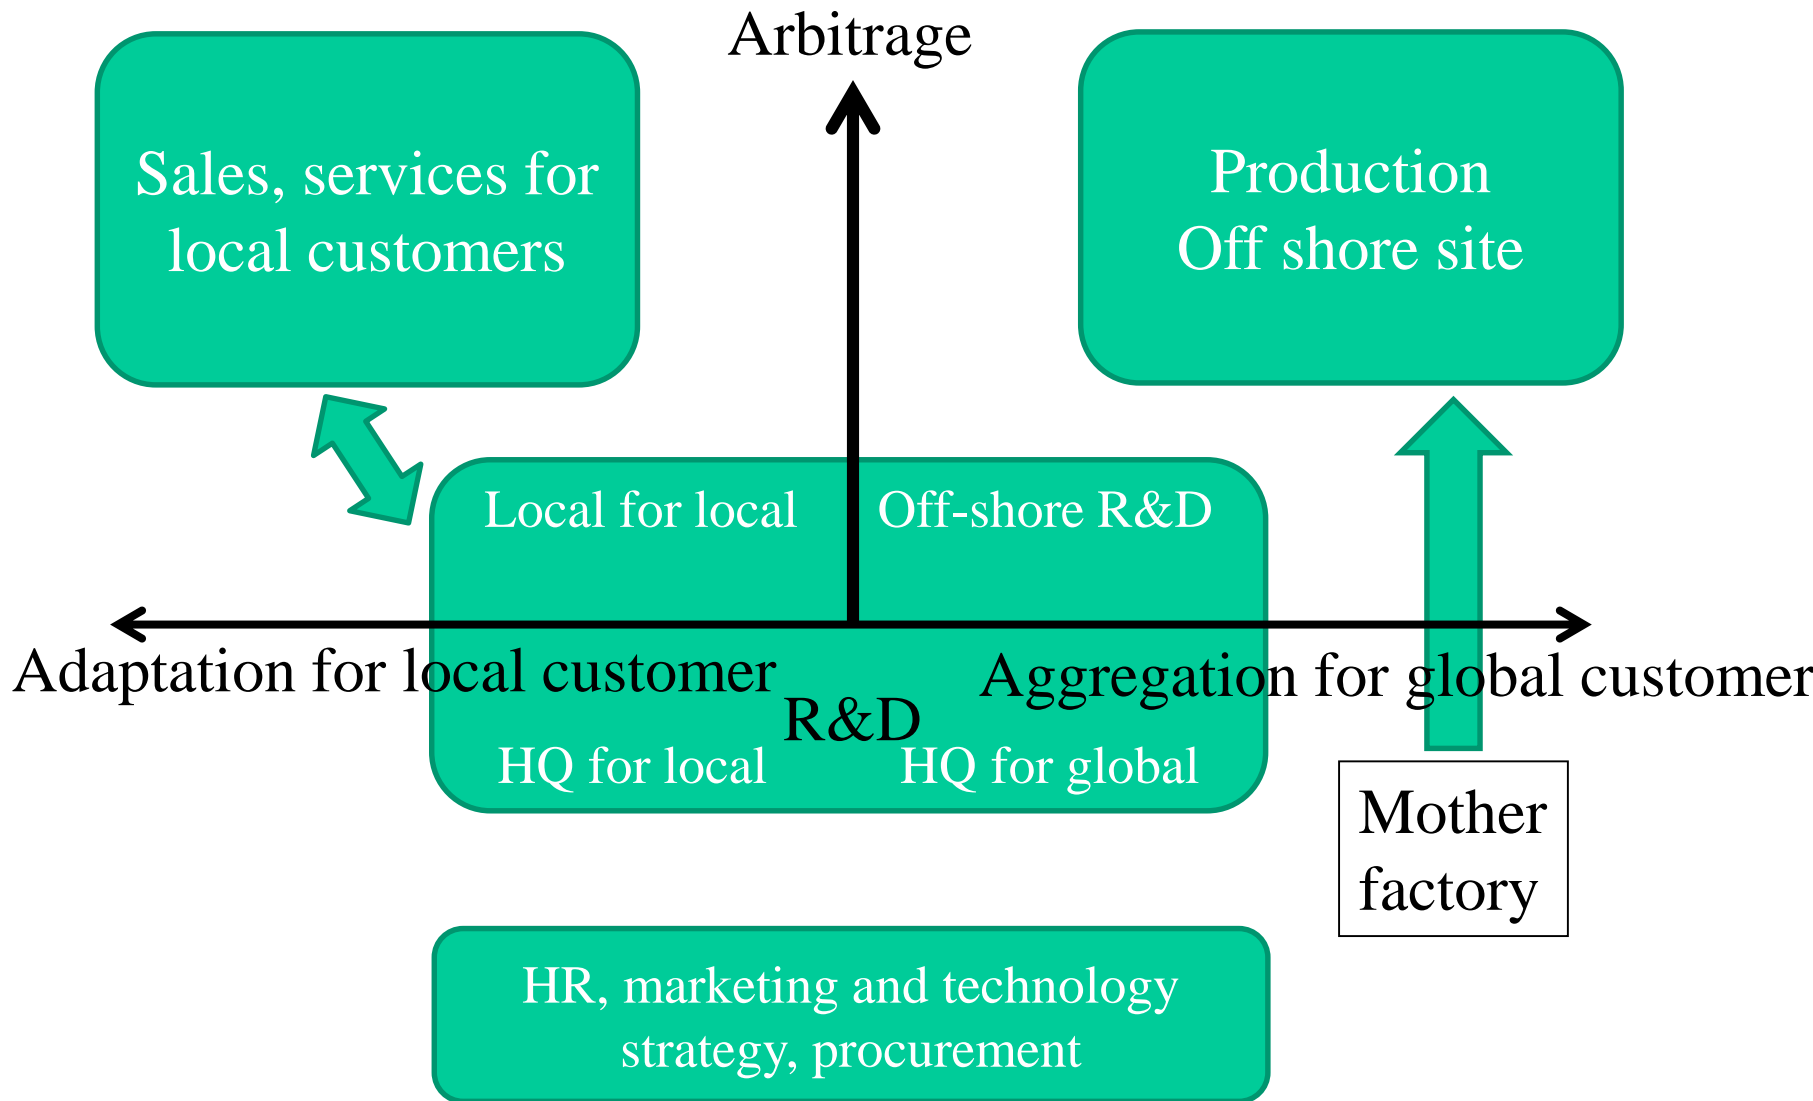 Arbitrage
Sales, services for
local customers
Production
Off shore site
Local for local
Off-shore R&D
Adaptation for local customer
Aggregation for global customer
R&D
HQ for local
HQ for global
Mother
factory
HR, marketing and technology
strategy, procurement